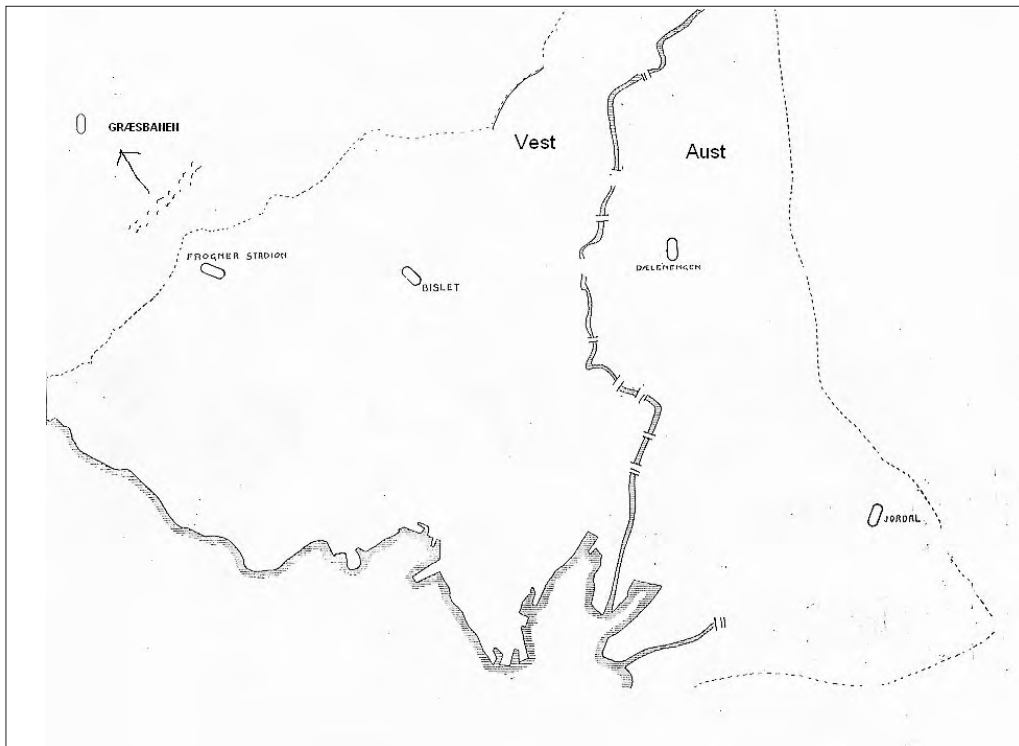 Vest
Aust
GRÆSBANEN
FROGNER STADION
BISLET
DÆLENENGEN
JORDAL